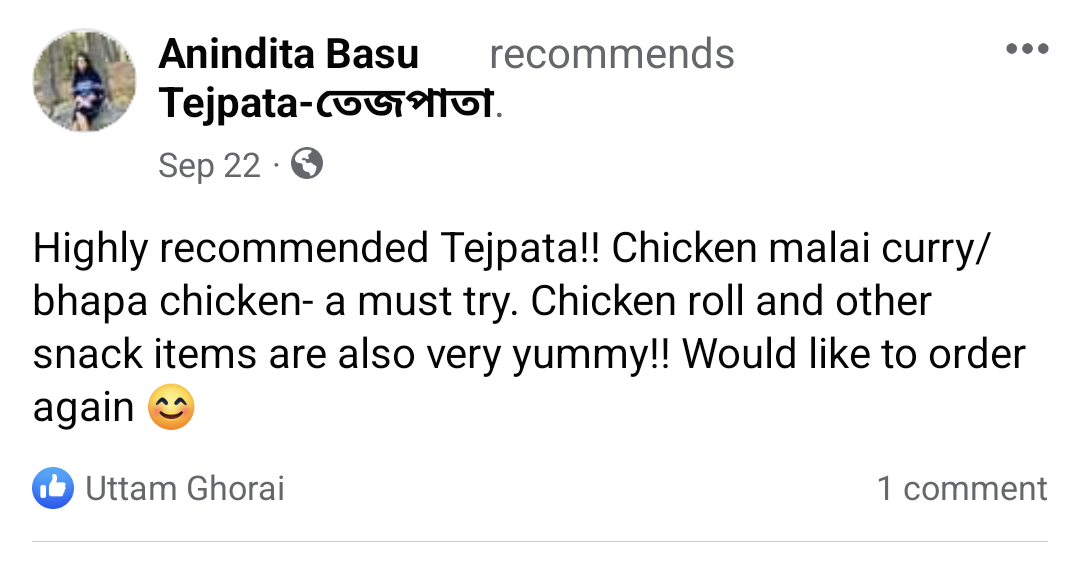 Anindita Basu recommends
Tejpata-তেজপাতা.
Sep 22 ·
Highly recommended Tejpata!! Chicken malai curry/
bhapa chicken- a must try. Chicken roll and other
snack items are also very yummy!! Would like to order
again 😊
Uttam Ghorai 1 comment